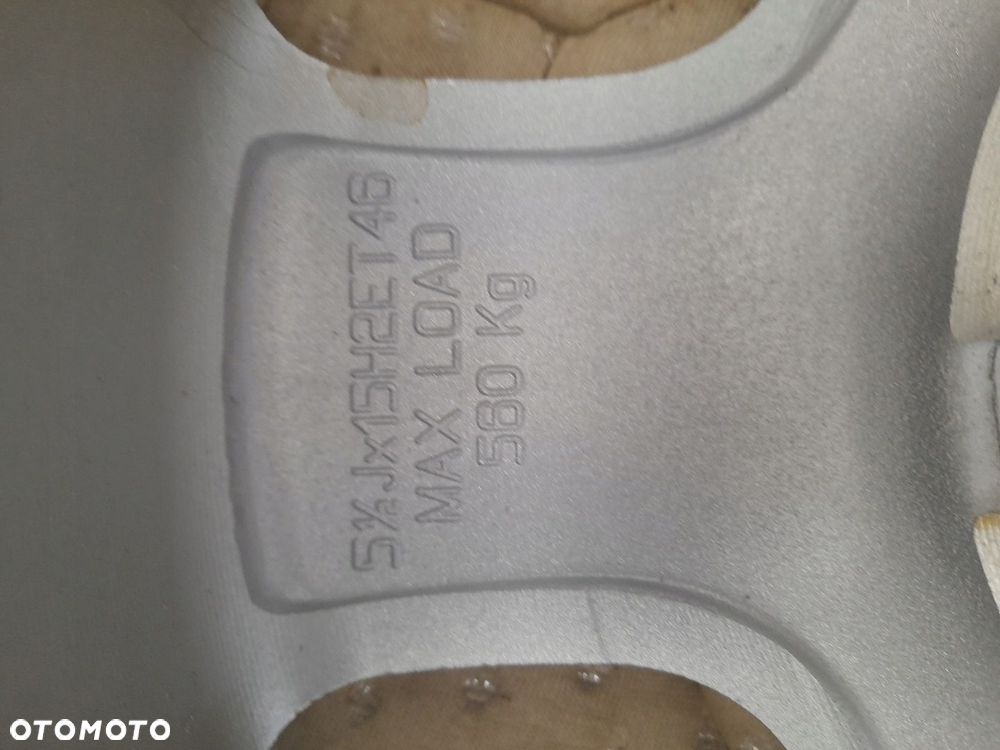 5½Jx15H2ET46
MAX LOAD
580 Kg
OTOMOTO